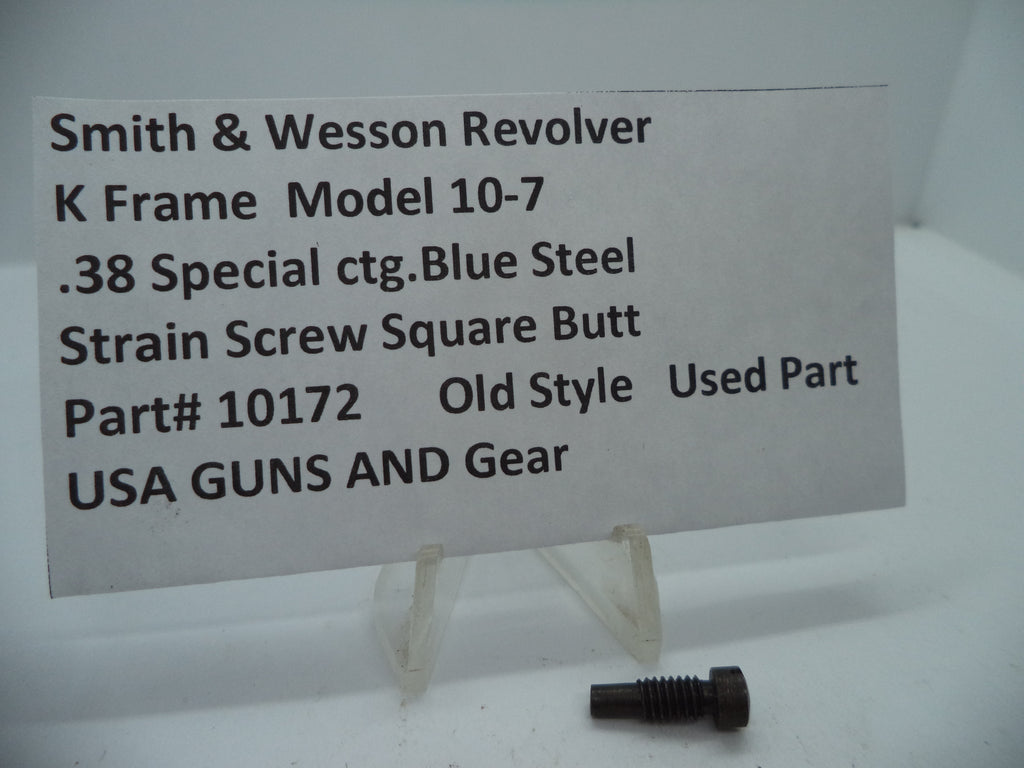 Smith & Wesson Revolver
K Frame Model 10-7
.38 Special ctg.Blue Steel
Strain Screw Square Butt
Part# 10172 Old Style Used Part
USA GUNS AND Gear